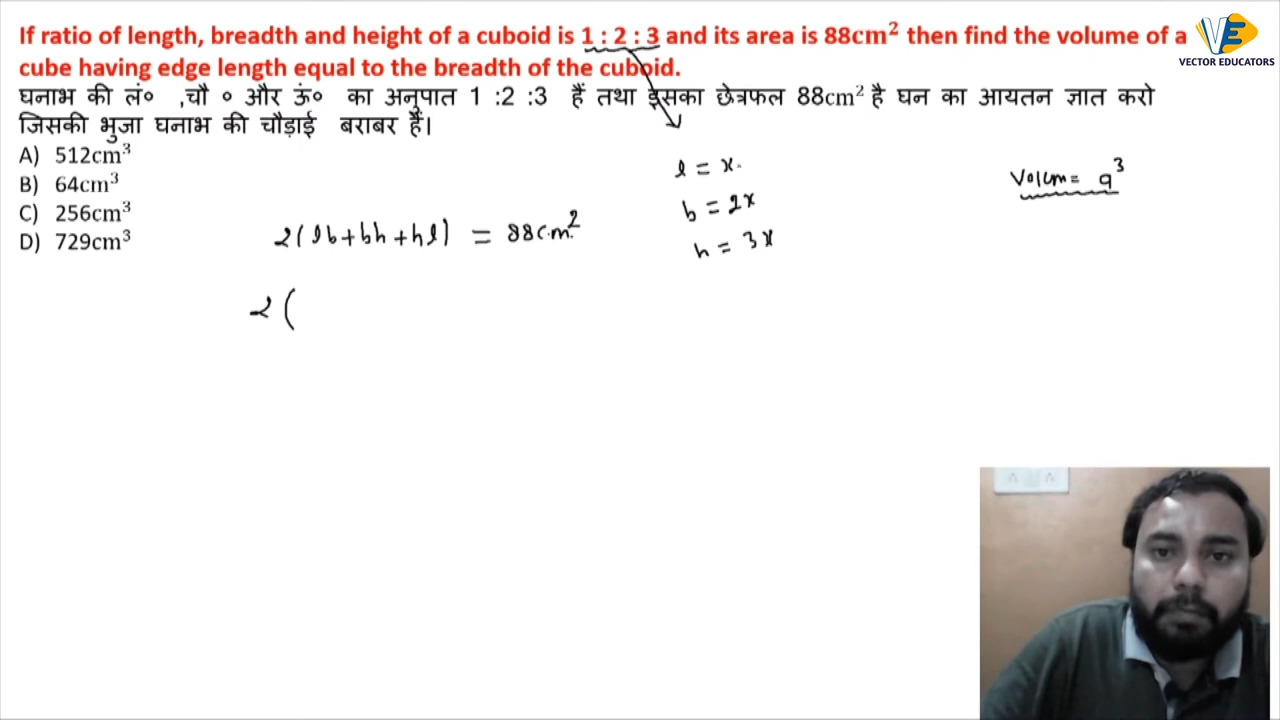 If ratio of length, breadth and height of a cuboid is 1 : 2 : 3 and its area is 88cm² then find the volume of a
cube having edge length equal to the breadth of the cuboid.
घनाभ की लं० ,चौ ० और ऊं० का अनुपात 1 :2 :3 हैं तथा इसका छेत्रफल 88cm² है घन का आयतन ज्ञात करो
जिसकी भुजा घनाभ की चौड़ाई बराबर हैं।
A) 512cm³
B) 64cm³
C) 256cm³
D) 729cm³
2(lb+bh+hl) = 88cm²
2(
l = x
b = 2x
h = 3x
Volum = a³
VE
VECTOR EDUCATORS